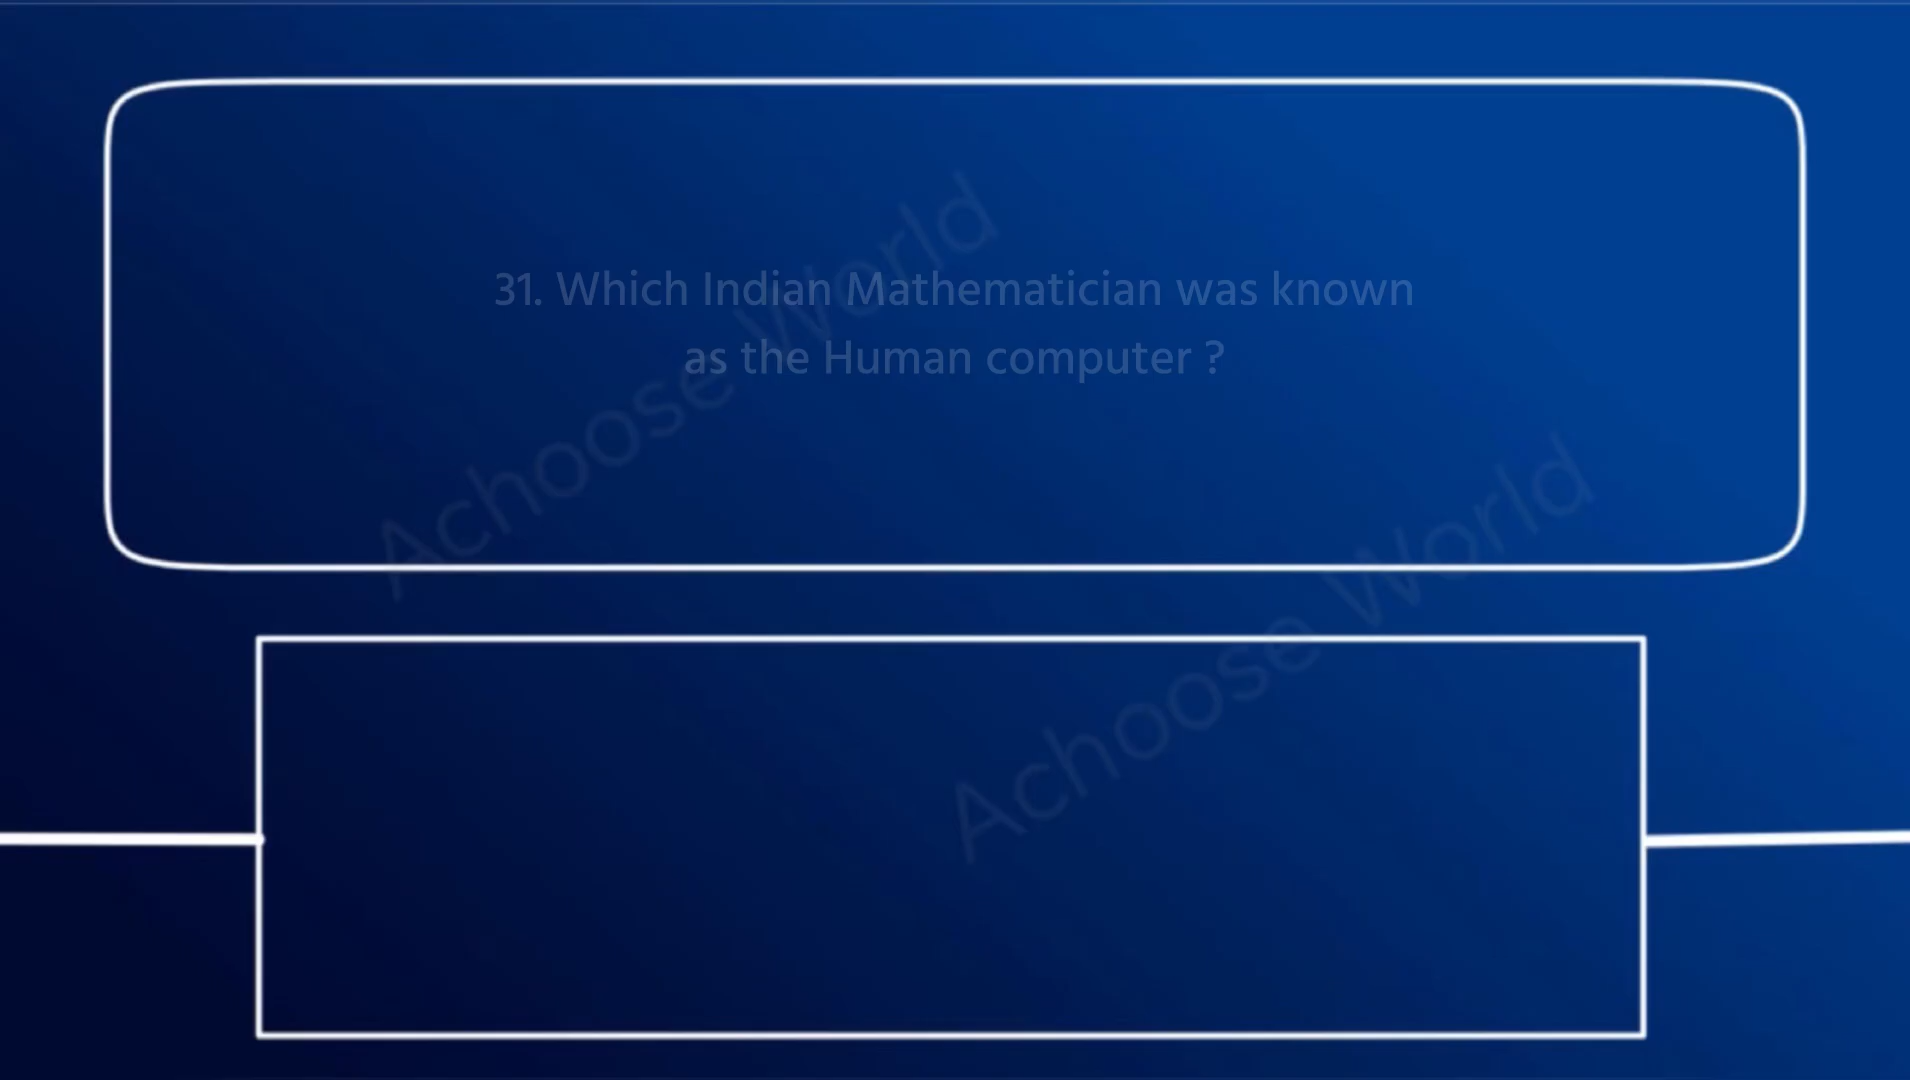 31. Which Indian Mathematician was known
as the Human computer ?
Achoose World
Achoose World